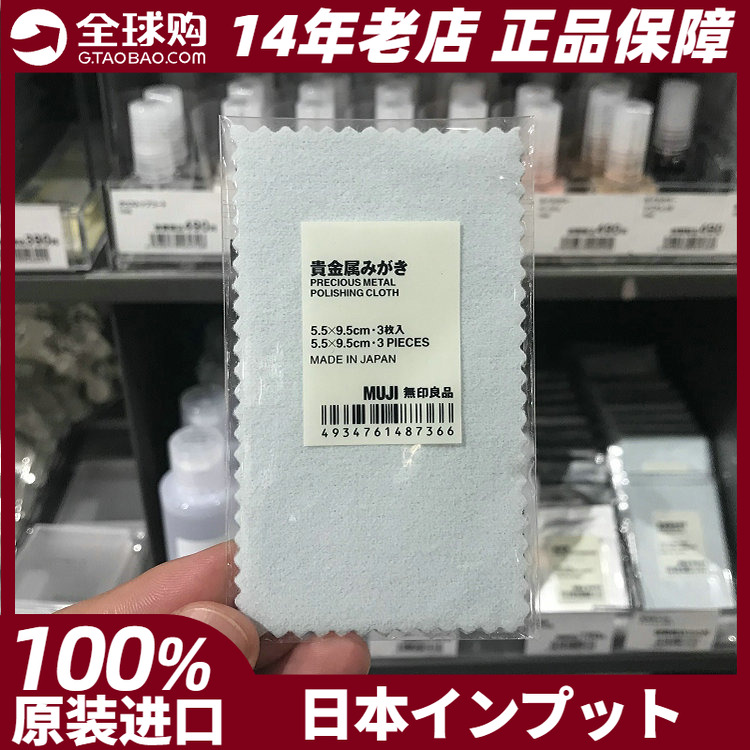 全球购
G.TAOBAO.COM
14年老店 正品保障
貴金属みがき
PRECIOUS METAL
POLISHING CLOTH
5.5×9.5cm・3枚入
5.5×9.5cm・3 PIECES
MADE IN JAPAN
MUJI 無印良品
4934761487366
100%
原装进口
日本インプット